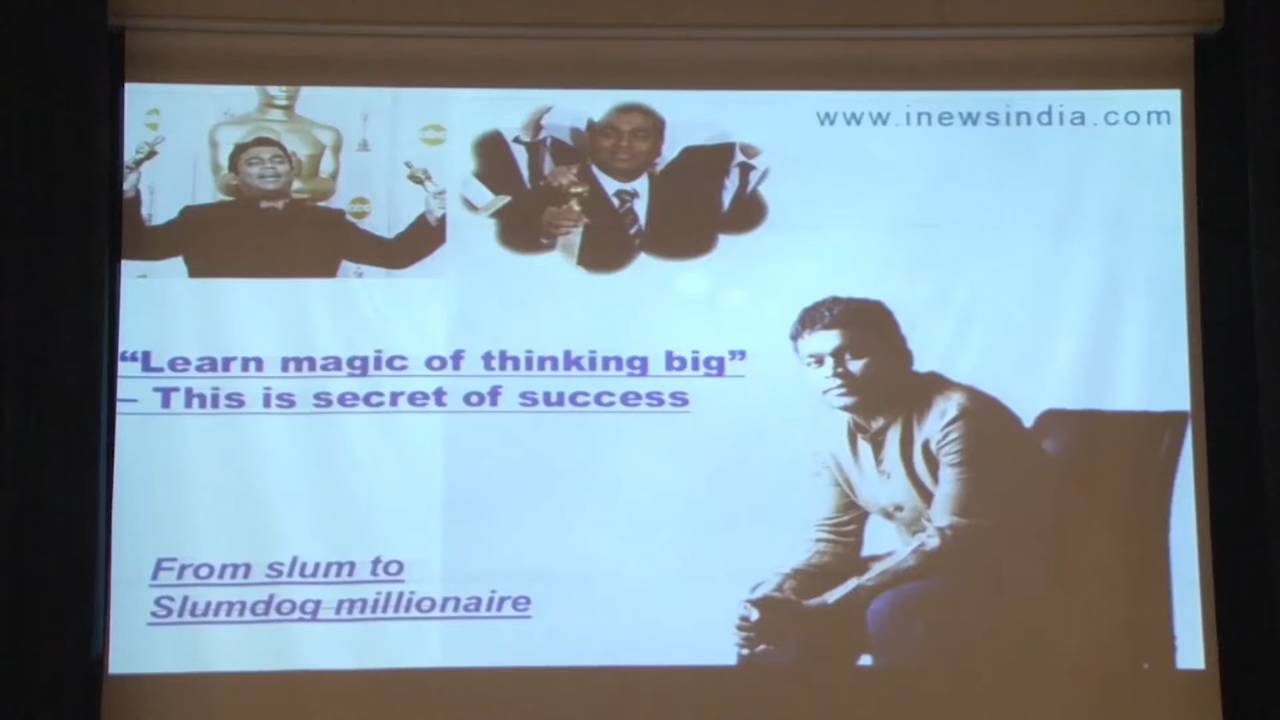 www.inewsindia.com
“Learn magic of thinking big”
– This is secret of success
From slum to
Slumdog millionaire